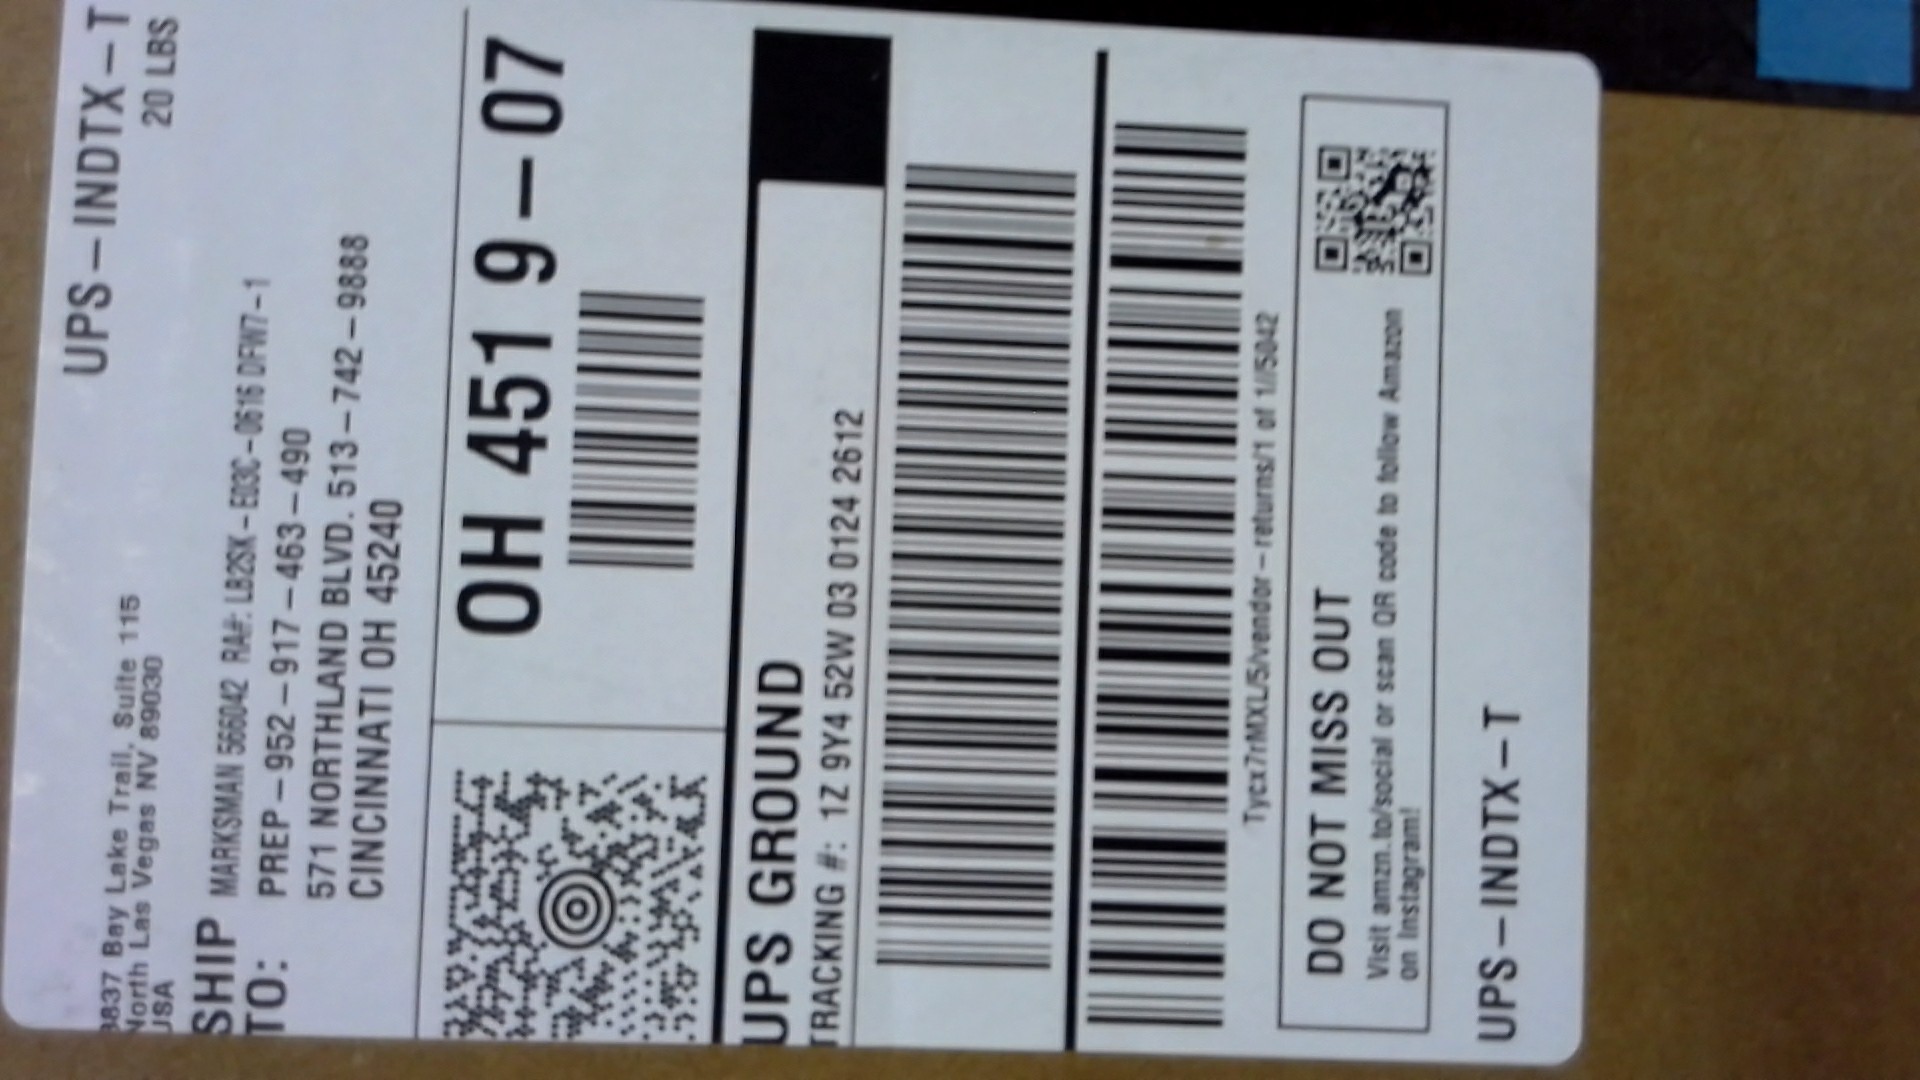 3837 Bay Lake Trail, Suite 115
North Las Vegas NV 89030
USA
UPS-INDTX-T
20 LBS
SHIP TO:
MARKSMAN 566042 RA#: LB2SK-E03C-0616 DFW7-1
PREP-952-917-463-490
571 NORTHLAND BLVD. 513-742-9888
CINCINNATI OH 45240
OH 451 9-07
UPS GROUND
TRACKING #: 1Z 9Y4 52W 03 0124 2612
Tycx7rMXL/5/vendor-returns/1 of 1//5042
DO NOT MISS OUT
Visit amzn.to/social or scan QR code to follow Amazon
on Instagram!
UPS-INDTX-T